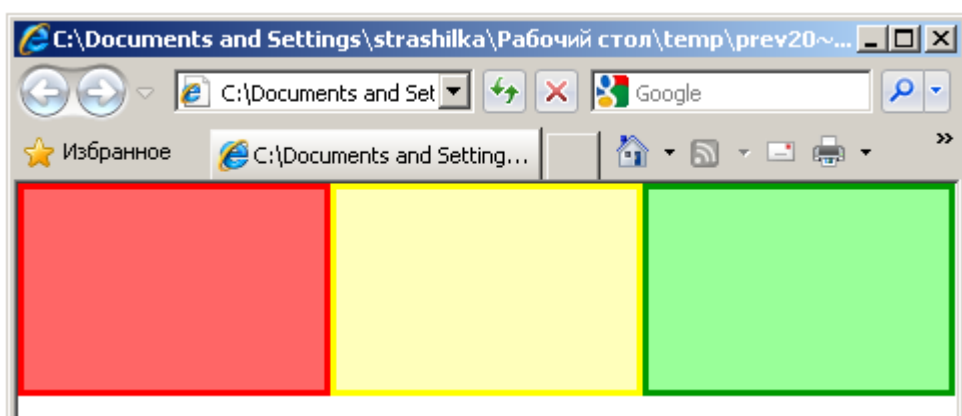 C:\Documents and Settings\strashilka\Рабочий стол\temp\prev20~...
C:\Documents and Set
Google
Избранное
C:\Documents and Setting...